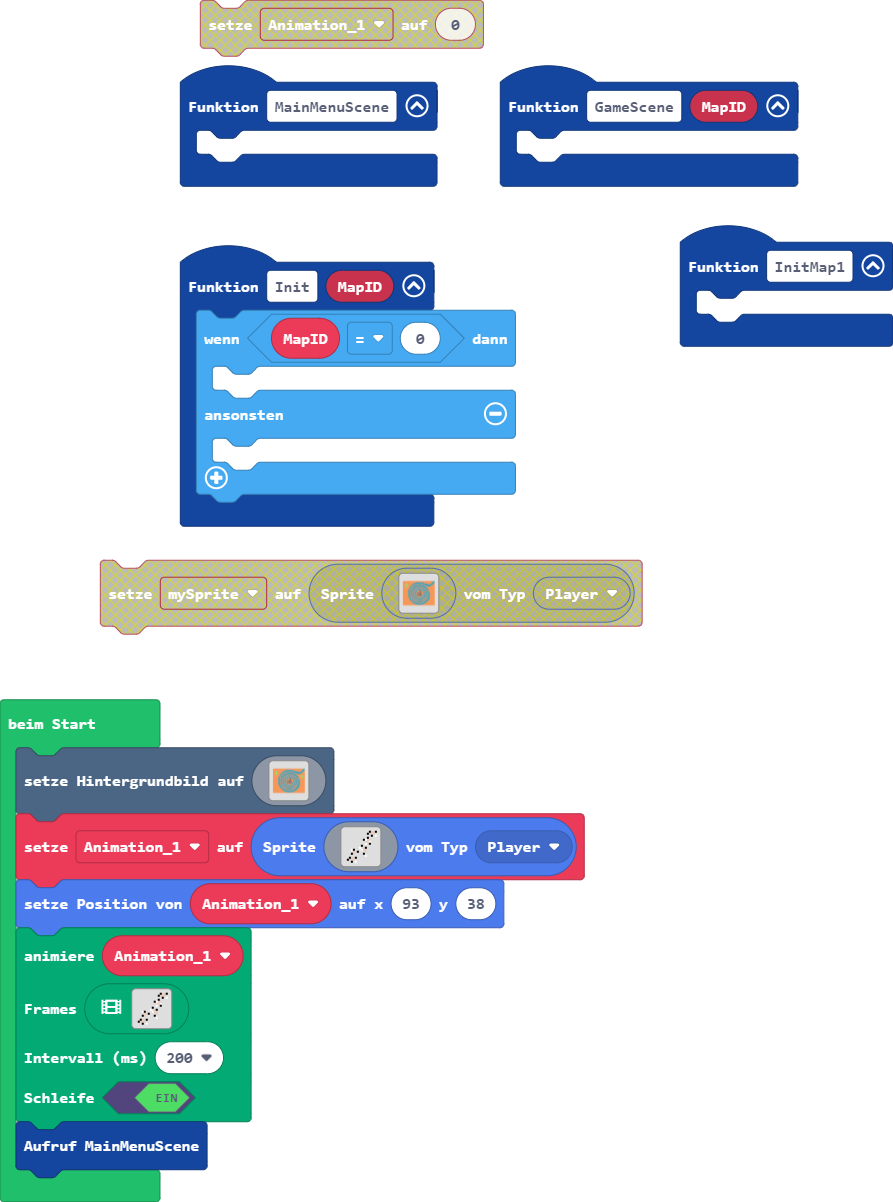 setze Animation_1 auf 0
Funktion MainMenuScene
Funktion GameScene MapID
Funktion Init MapID
Funktion InitMap1
wenn MapID = 0 dann
ansonsten
setze mySprite auf Sprite vom Typ Player
beim Start
setze Hintergrundbild auf
setze Animation_1 auf Sprite vom Typ Player
setze Position von Animation_1 auf x 93 y 38
animiere Animation_1
Frames
Intervall (ms) 200
Schleife EIN
Aufruf MainMenuScene